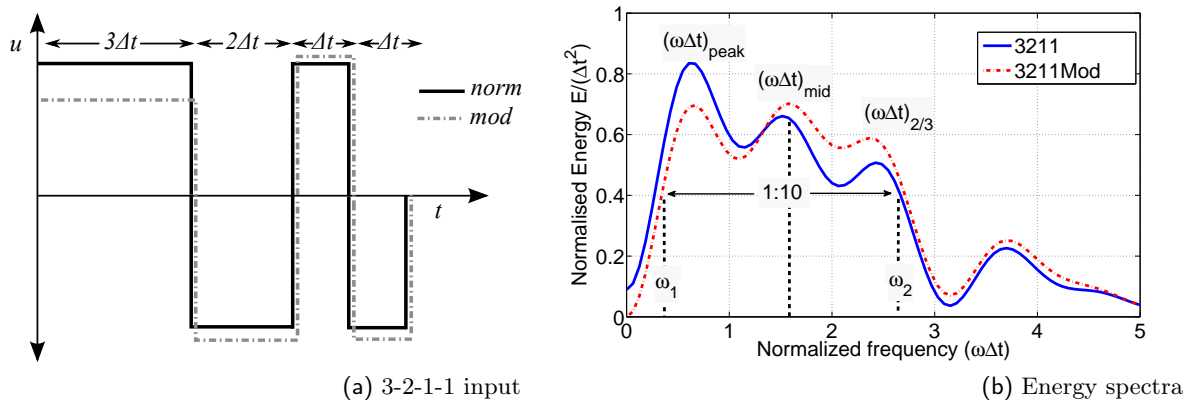 u
3Δt
2Δt
Δt
Δt
norm
mod
t
(a) 3-2-1-1 input
Normalised Energy E/(Δt²)
1
0.8
0.6
0.4
0.2
0
(ωΔt)peak
(ωΔt)mid
(ωΔt)2/3
3211
3211Mod
1:10
ω1
ω2
0
1
2
3
4
5
Normalized frequency (ωΔt)
(b) Energy spectra